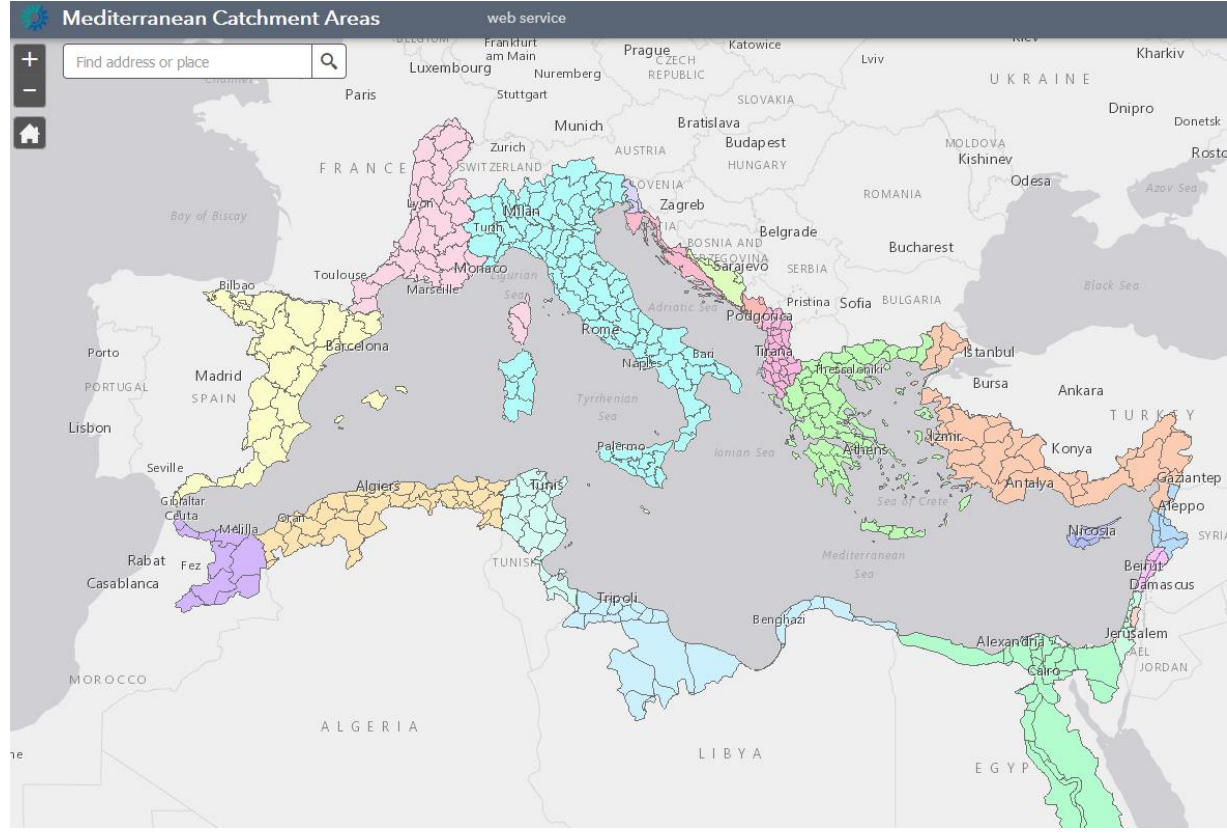 Mediterranean Catchment Areas
web service
Find address or place
+
−
Frankfurt
am Main
Prague
CZECH
REPUBLIC
Katowice
Lviv
Kharkiv
Luxembourg
Nuremberg
UKRAINE
Paris
Stuttgart
SLOVAKIA
Dnipro
Donetsk
Munich
Bratislava
Zurich
AUSTRIA
Budapest
HUNGARY
MOLDOVA
Kishinev
FRANCE
SWITZERLAND
Odesa
Azov Sea
Lyon
Milan
Zagreb
ROMANIA
Bay of Biscay
Turin
Belgrade
BOSNIA AND
Bucharest
Toulouse
Monaco
Sarajevo
SERBIA
Bilbao
Marseille
Ligurian
Sea
Black Sea
Adriatic Sea
Pristina
Sofia
BULGARIA
Podgorica
Rome
Porto
Barcelona
Tirana
Istanbul
Naples
Bari
Thessaloniki
Madrid
Bursa
Ankara
PORTUGAL
SPAIN
Tyrrhenian
Sea
TURKEY
Lisbon
Izmir
Konya
Palermo
Ionian Sea
Athens
Seville
Antalya
Gaziantep
Algiers
Tunis
Sea of Crete
Gibraltar
Ceuta
Oran
Aleppo
Melilla
Nicosia
SYRIA
Rabat
Fez
Mediterranean
Sea
Beirut
Casablanca
Damascus
Tripoli
Benghazi
Alexandria
Jerusalem
Cairo
JORDAN
MOROCCO
ALGERIA
LIBYA
EGYP